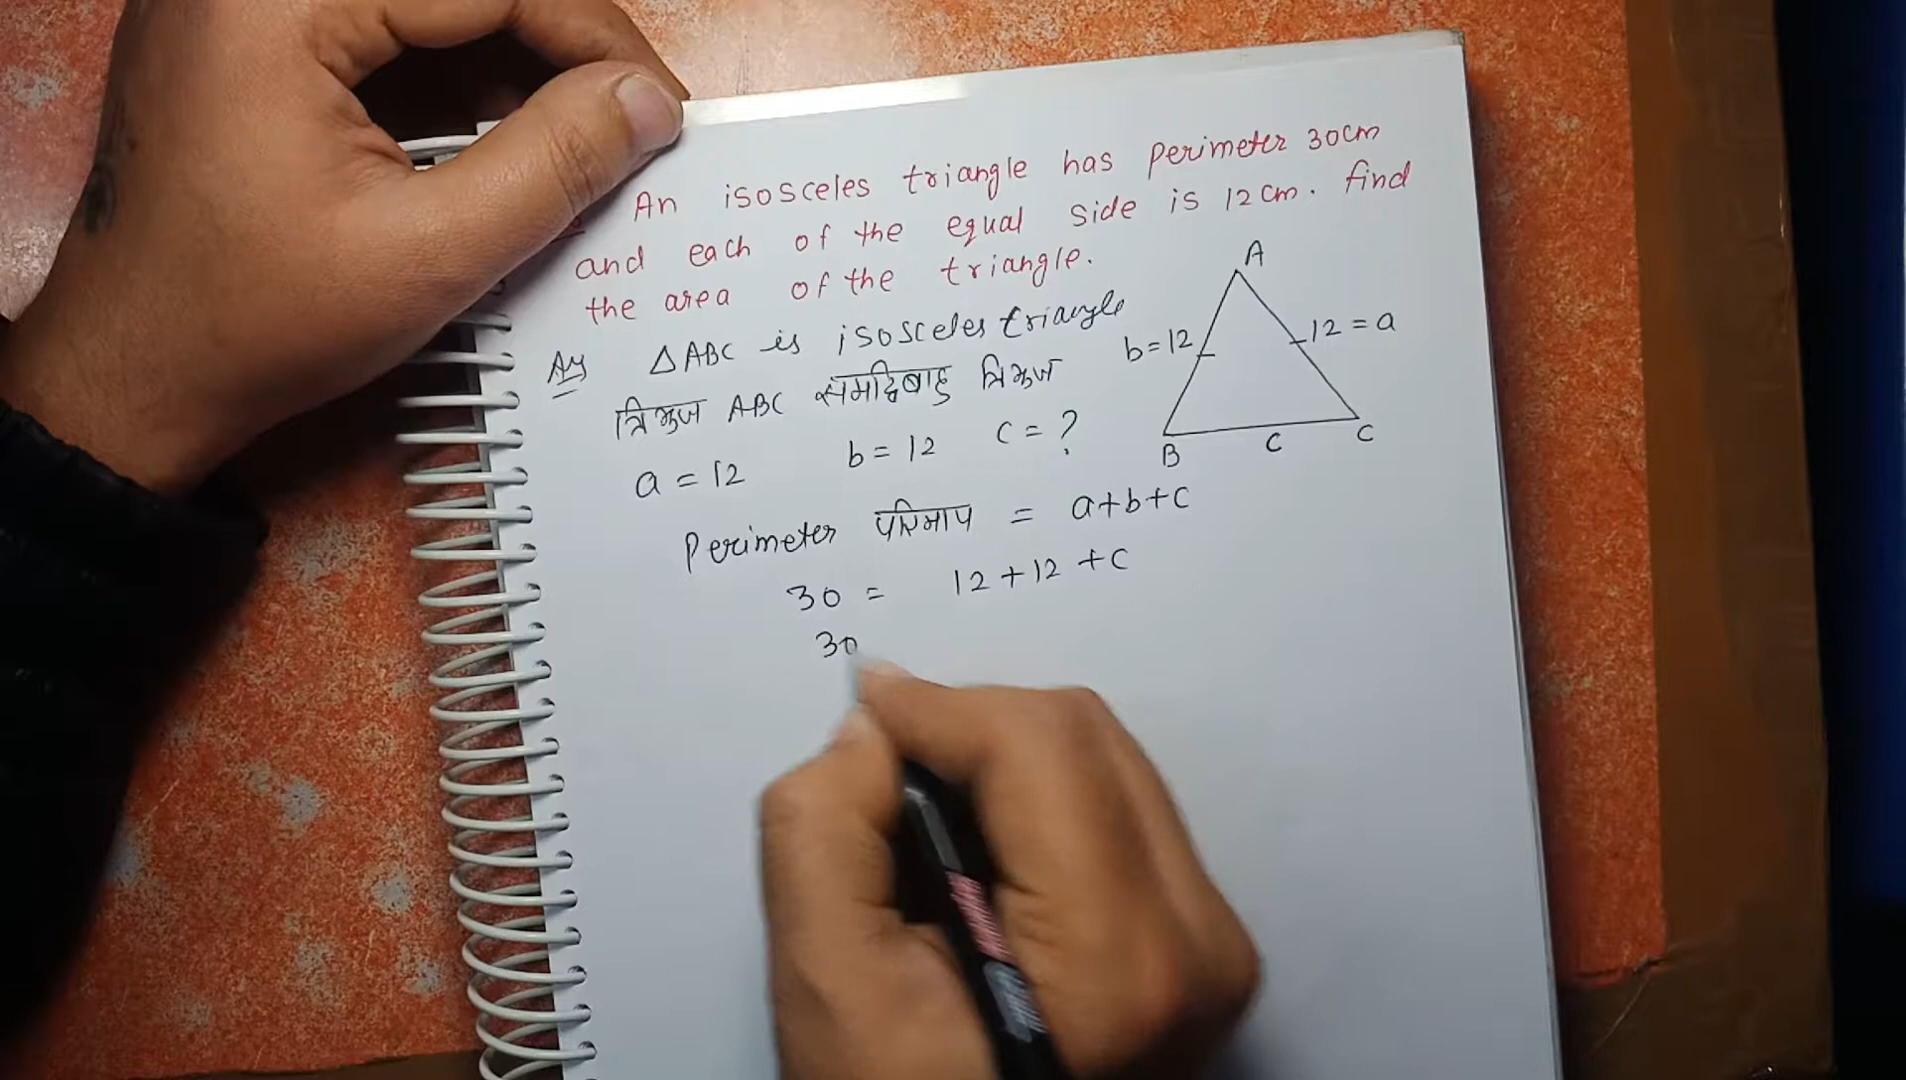 An isosceles triangle has perimeter 30cm
and each of the equal side is 12 cm. find
the area of the triangle.
Ans △ABC is isosceles triangle
त्रिभुज ABC समद्विबाहु त्रिभुज
a = 12 b = 12 c = ?
A
b=12
12 = a
B
C
C
Perimeter परिमाप = a+b+c
30 = 12 + 12 + c
30